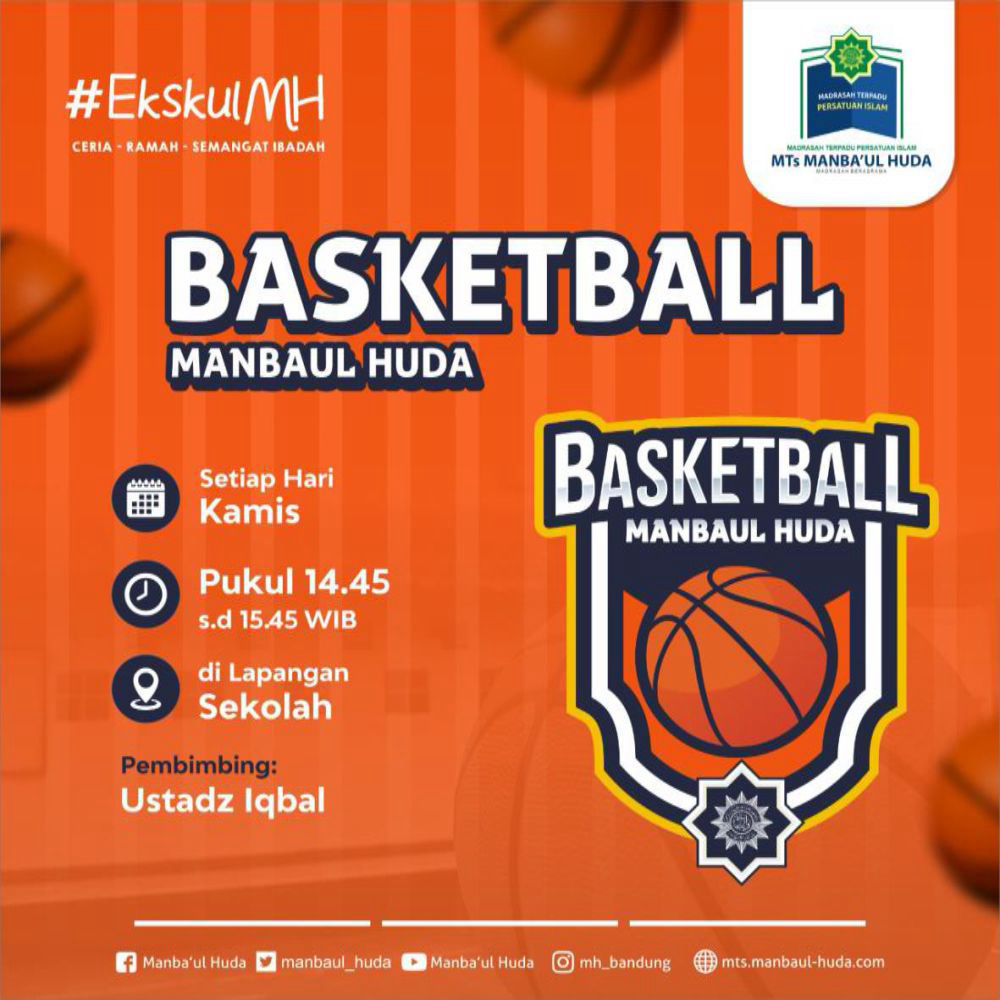 #EkskulMH
CERIA - RAMAH - SEMANGAT IBADAH
MADRASAH TERPADU
PERSATUAN ISLAM
MADRASAH TERPADU PERSATUAN ISLAM
MTs MANBA'UL HUDA
MADRASAH BERASRAMA
BASKETBALL
MANBAUL HUDA
Setiap Hari
Kamis
Pukul 14.45
s.d 15.45 WIB
di Lapangan
Sekolah
Pembimbing:
Ustadz Iqbal
BASKETBALL
MANBAUL HUDA
Manba'ul Huda manbaul_huda Manba'ul Huda mh_bandung mts.manbaul-huda.com